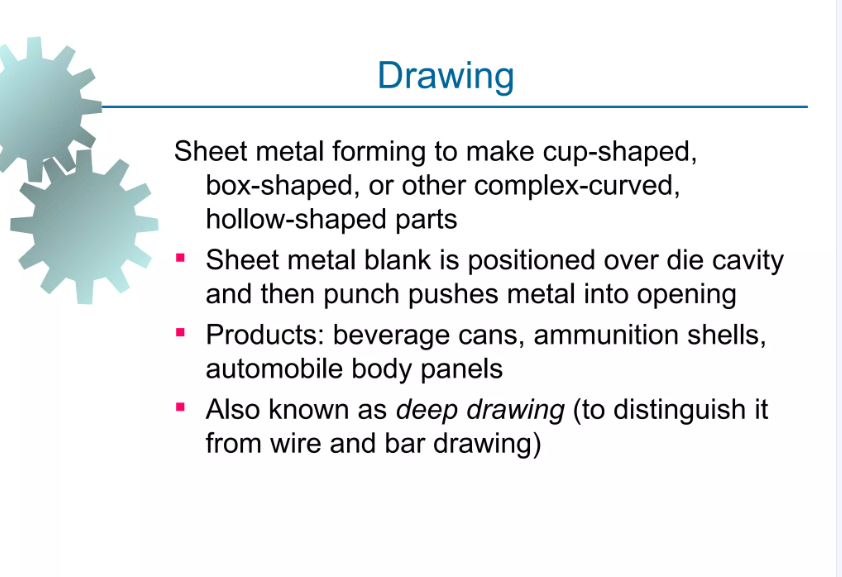 Drawing
Sheet metal forming to make cup-shaped,
box-shaped, or other complex-curved,
hollow-shaped parts
▪ Sheet metal blank is positioned over die cavity
and then punch pushes metal into opening
▪ Products: beverage cans, ammunition shells,
automobile body panels
▪ Also known as deep drawing (to distinguish it
from wire and bar drawing)